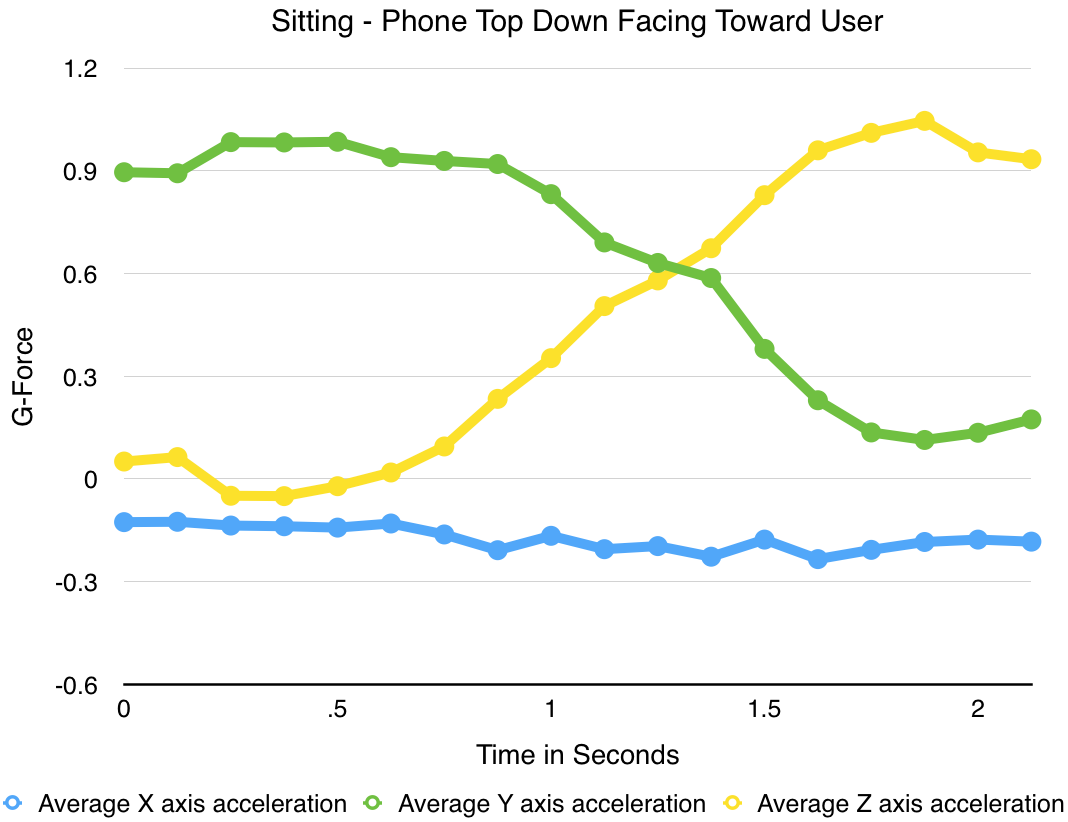 Sitting - Phone Top Down Facing Toward User
1.2
0.9
0.6
0.3
0
-0.3
-0.6
G-Force
0 .5 1 1.5 2
Time in Seconds
Average X axis acceleration Average Y axis acceleration Average Z axis acceleration